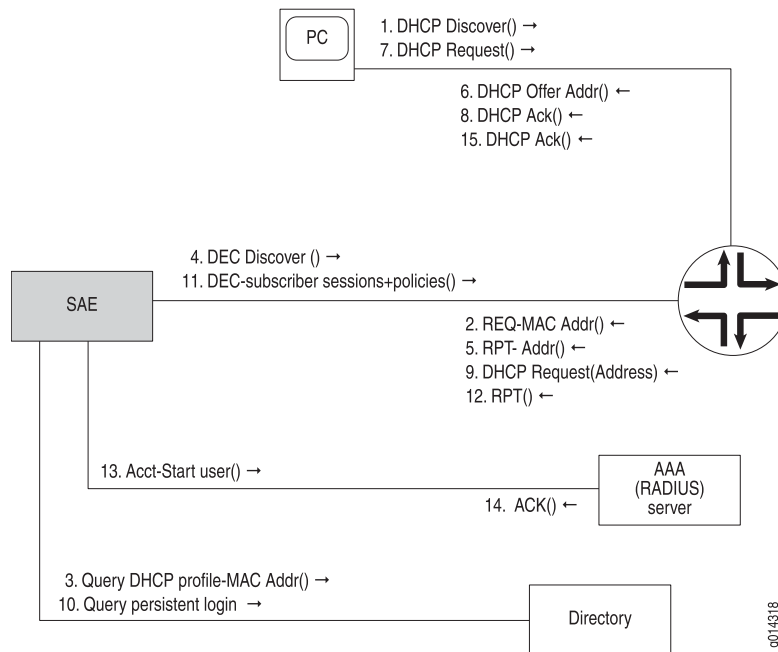 PC
1. DHCP Discover() →
7. DHCP Request() →
6. DHCP Offer Addr() ←
8. DHCP Ack() ←
15. DHCP Ack() ←
4. DEC Discover () →
11. DEC-subscriber sessions+policies() →
SAE
2. REQ-MAC Addr() ←
5. RPT- Addr() ←
9. DHCP Request(Address) ←
12. RPT() ←
13. Acct-Start user() →
14. ACK() ←
AAA
(RADIUS)
server
3. Query DHCP profile-MAC Addr() →
10. Query persistent login →
Directory
g014318